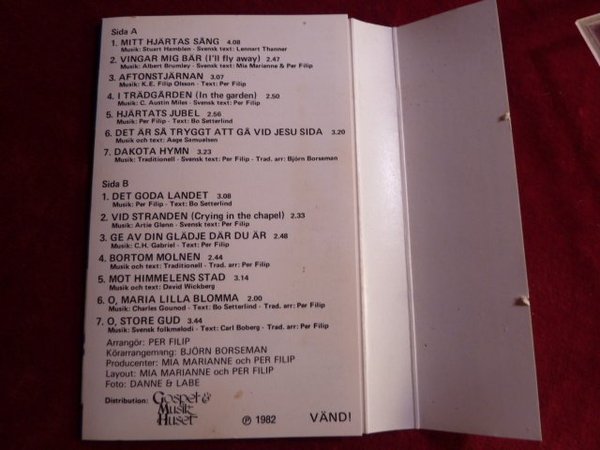 Sida A
1. MITT HJÄRTAS SÅNG 4.08
Musik: Stuart Hamblen - Svensk text: Lennart Thanner
2. VINGAR MIG BÄR (I'll fly away) 2.47
Musik: Albert Brumley - Svensk text: Mia Marianne & Per Filip
3. AFTONSTJÄRNAN 3.07
Musik: K.E. Filip Olsson - Text: Per Filip
4. I TRÄDGÅRDEN (In the garden) 2.50
Musik: C. Austin Miles - Svensk text: Per Filip
5. HJÄRTATS JUBEL 2.56
Musik: Per Filip - Text: Bo Setterlind
6. DET ÄR SÅ TRYGGT ATT GÅ VID JESU SIDA 3.20
Musik och text: Aage Samuelsen
7. DAKOTA HYMN 3.23
Musik: Traditionell - Svensk text: Per Filip - Trad. arr: Björn Borseman
Sida B
1. DET GODA LANDET 3.08
Musik: Per Filip - Text: Bo Setterlind
2. VID STRANDEN (Crying in the chapel) 2.33
Musik: Artie Glenn - Svensk text: Per Filip
3. GE AV DIN GLÄDJE DÄR DU ÄR 2.48
Musik: C.H. Gabriel - Text: Per Filip
4. BORTOM MOLNEN 2.44
Musik och text: Traditionell - Trad. arr: Per Filip
5. MOT HIMMELENS STAD 3.14
Musik och text: David Wickberg
6. O, MARIA LILLA BLOMMA 2.00
Musik: Charles Gounod - Text: Bo Setterlind - Trad. arr: Per Filip
7. O, STORE GUD 3.44
Musik: Svensk folkmelodi - Text: Carl Boberg - Trad. arr: Per Filip
Arrangör: PER FILIP
Körarrangemang: BJÖRN BORSEMAN
Producenter: MIA MARIANNE och PER FILIP
Layout: MIA MARIANNE och PER FILIP
Foto: DANNE & LABE
Distribution: Gospel & Musik Huset
℗ 1982 VÄND!